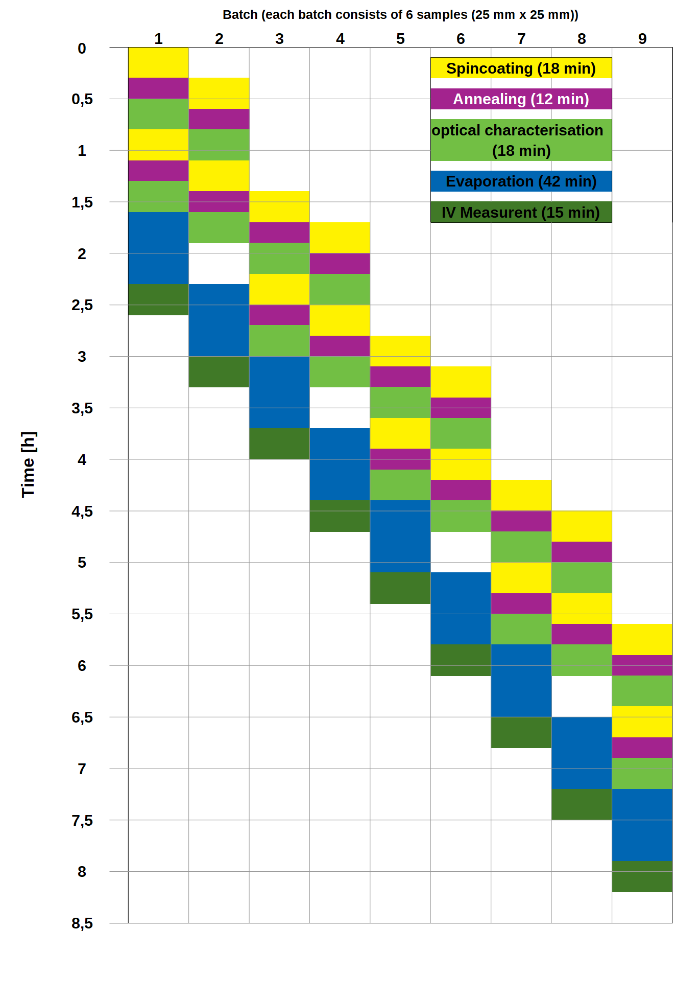 Batch (each batch consists of 6 samples (25 mm x 25 mm))
1 2 3 4 5 6 7 8 9
0
Spincoating (18 min)
0,5
Annealing (12 min)
optical characterisation
1
(18 min)
Evaporation (42 min)
1,5
IV Measurent (15 min)
2
2,5
3
3,5
Time [h]
4
4,5
5
5,5
6
6,5
7
7,5
8
8,5